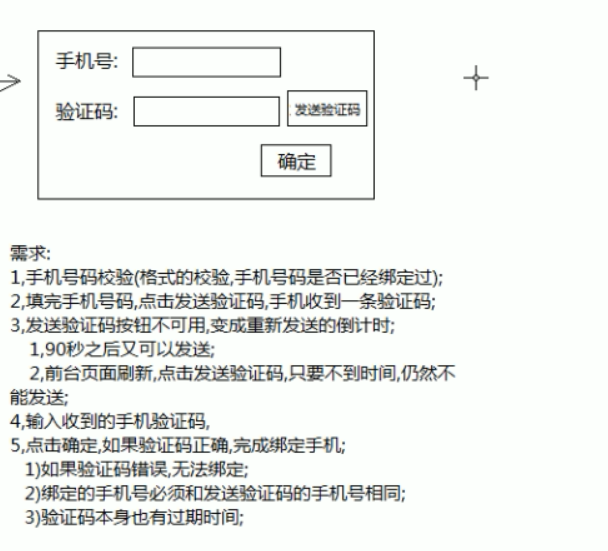 手机号:
验证码:
发送验证码
确定
需求:
1,手机号码校验(格式的校验,手机号码是否已经绑定过);
2,填完手机号码,点击发送验证码,手机收到一条验证码;
3,发送验证码按钮不可用,变成重新发送的倒计时;
1,90秒之后又可以发送;
2,前台页面刷新,点击发送验证码,只要不到时间,仍然不
能发送;
4,输入收到的手机验证码,
5,点击确定,如果验证码正确,完成绑定手机;
1)如果验证码错误,无法绑定;
2)绑定的手机号必须和发送验证码的手机号相同;
3)验证码本身也有过期时间;